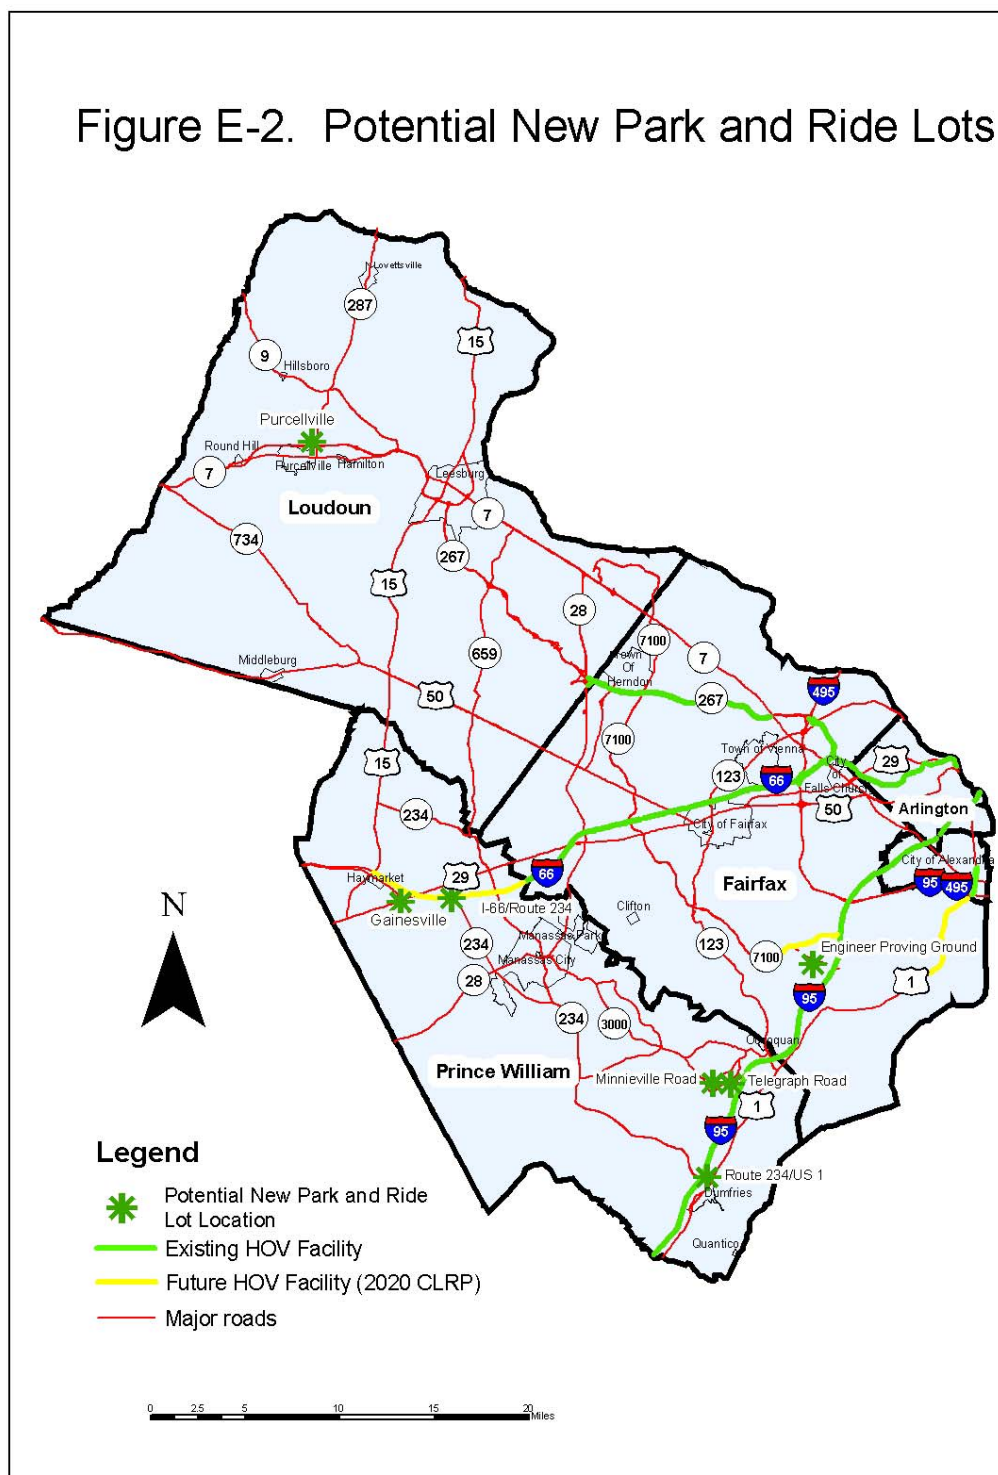 Figure E-2. Potential New Park and Ride Lots
Lovettsville
287
15
9
Hillsboro
Purcellville
Round Hill
Purcellville
Hamilton
7
Leesburg
Loudoun
7
734
267
15
28
7100
659
Town
Of
Herndon
7
Middleburg
50
267
495
7100
15
Town of Vienna
29
123
66
City
of
Falls Church
50
Arlington
234
City of Fairfax
City of Alexandria
66
29
Haymarket
Fairfax
95
495
Gainesville
I-66/Route 234
Clifton
234
Manassas Park
Manassas City
123
7100
Engineer Proving Ground
28
1
95
234
3000
Occoquan
Prince William
Minnieville Road
Telegraph Road
1
95
Route 234/US 1
Dumfries
Quantico
N
Legend
Potential New Park and Ride
Lot Location
Existing HOV Facility
Future HOV Facility (2020 CLRP)
Major roads
0 2.5 5 10 15 20
Miles